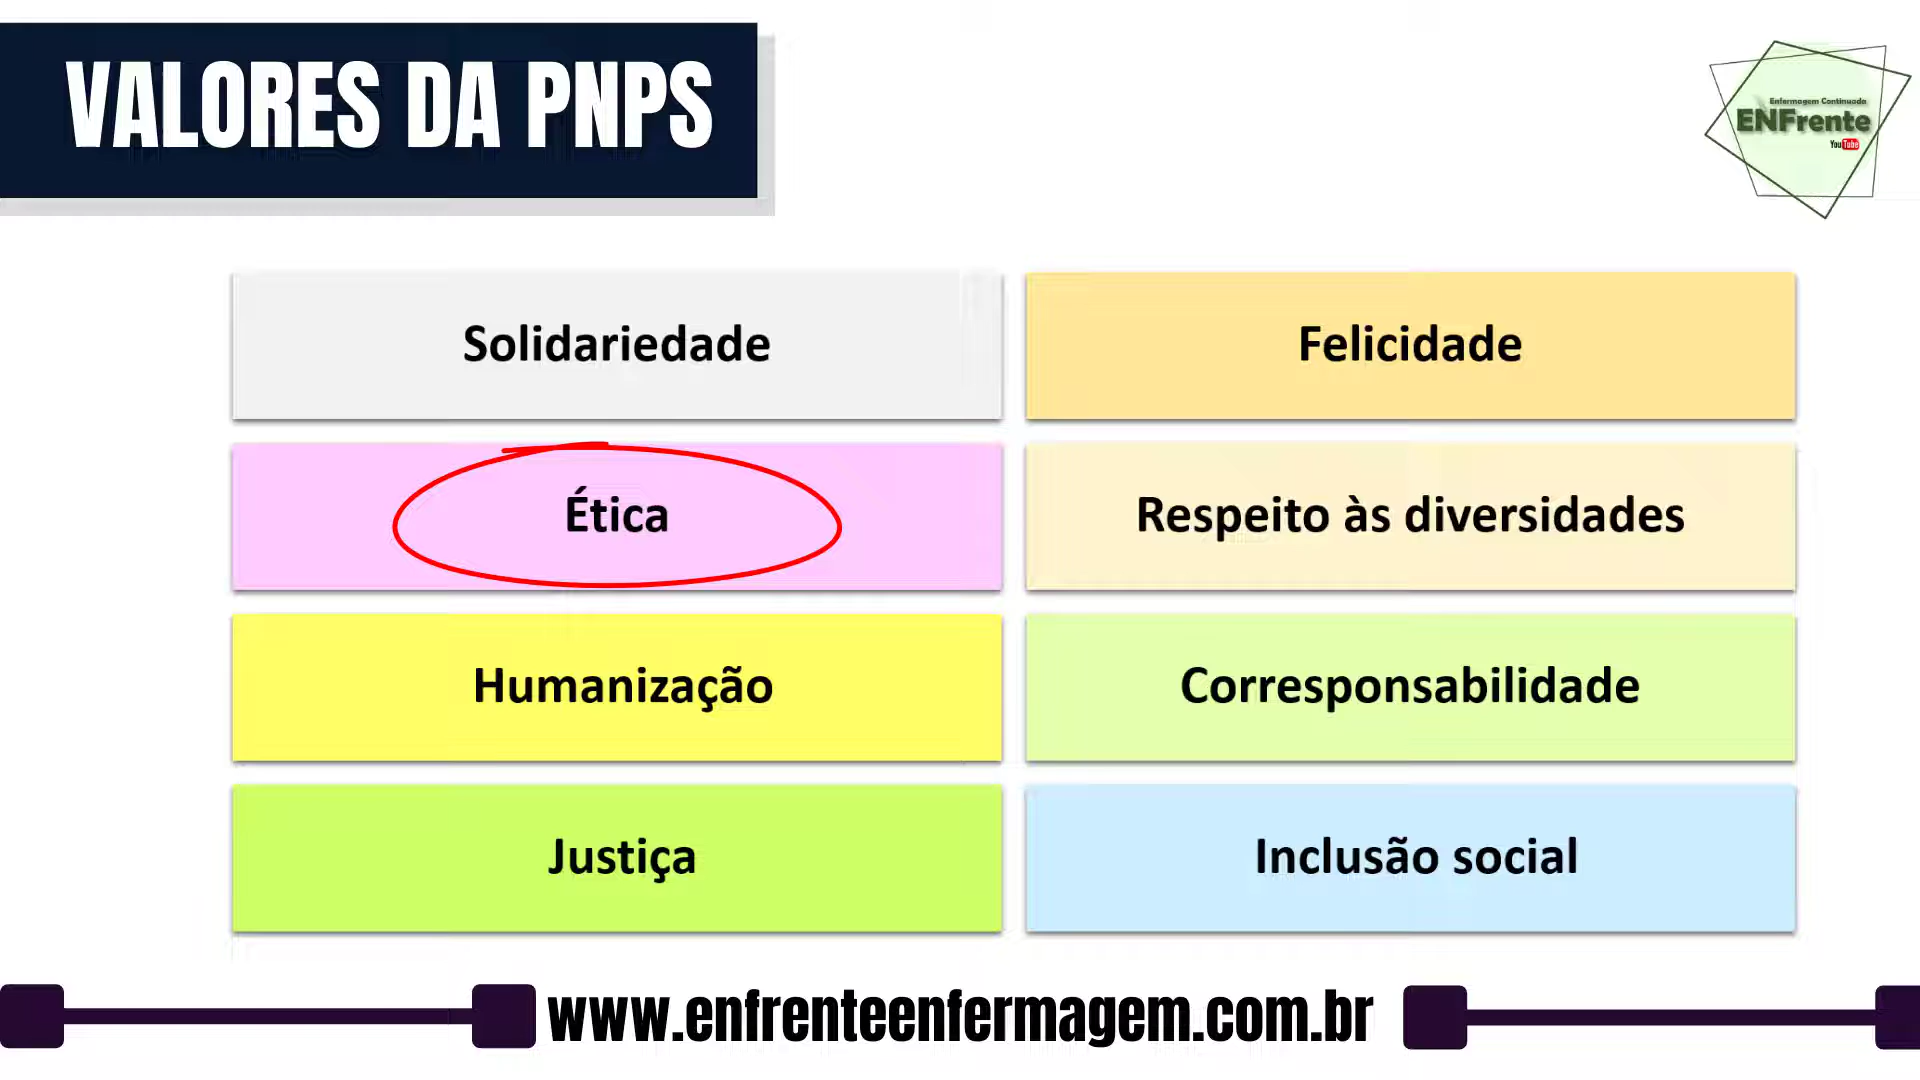 VALORES DA PNPS
Enfermagem Continuada
ENFrente
YouTube
Solidariedade
Felicidade
Ética
Respeito às diversidades
Humanização
Corresponsabilidade
Justiça
Inclusão social
www.enfrenteenfermagem.com.br